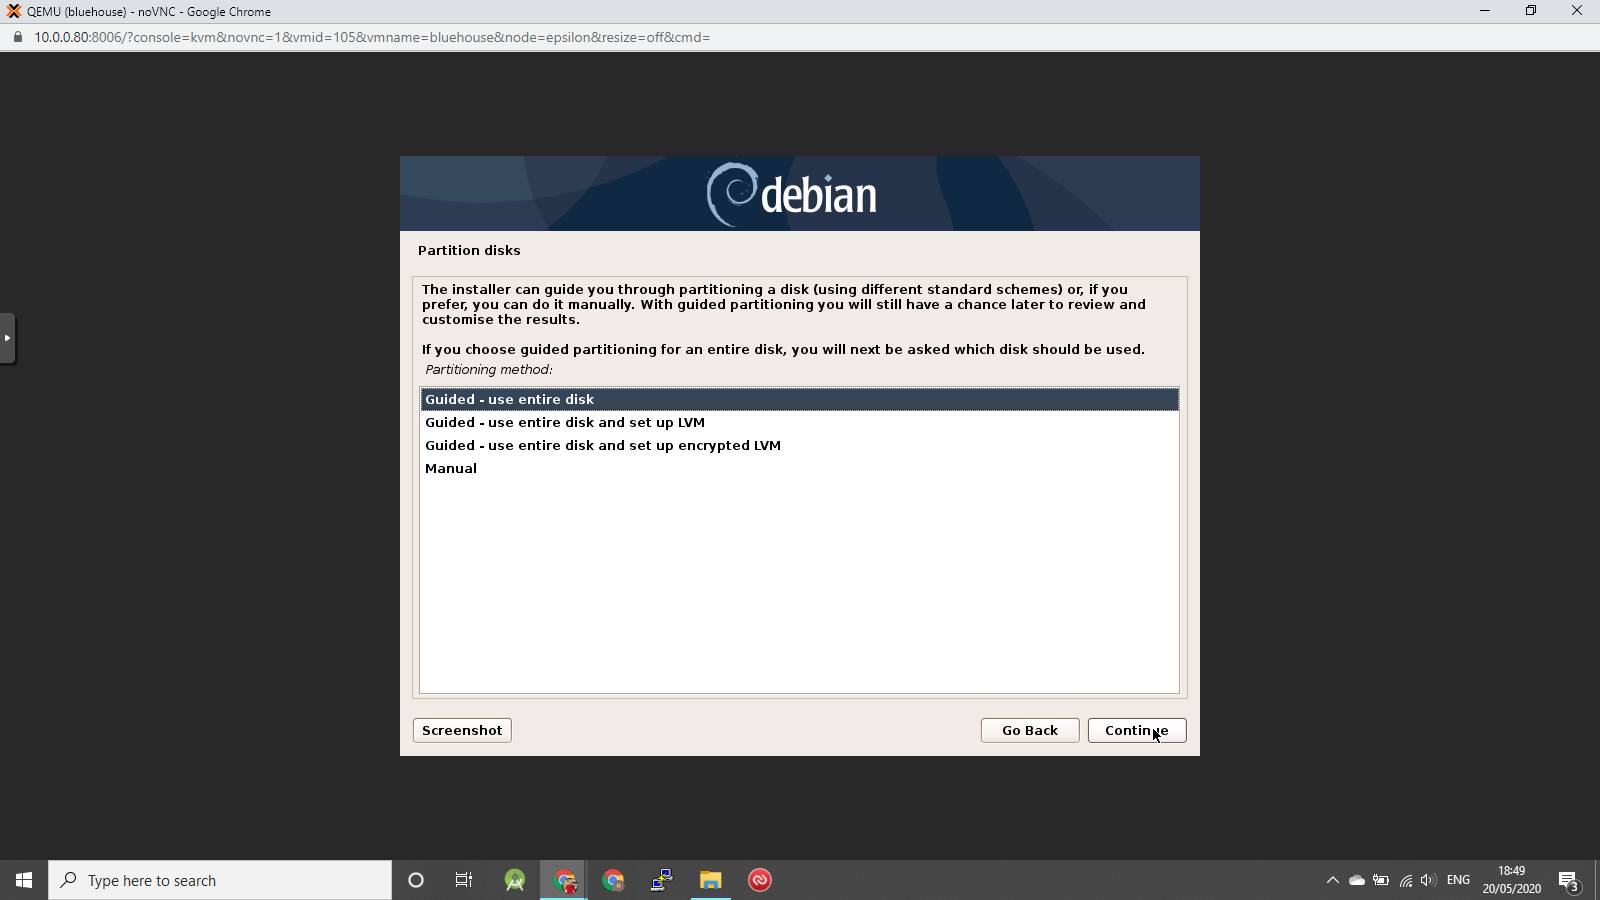 QEMU (bluehouse) - noVNC - Google Chrome
10.0.0.80:8006/?console=kvm&novnc=1&vmid=105&vmname=bluehouse&node=epsilon&resize=off&cmd=
debian
Partition disks
The installer can guide you through partitioning a disk (using different standard schemes) or, if you
prefer, you can do it manually. With guided partitioning you will still have a chance later to review and
customise the results.
If you choose guided partitioning for an entire disk, you will next be asked which disk should be used.
Partitioning method:
Guided - use entire disk
Guided - use entire disk and set up LVM
Guided - use entire disk and set up encrypted LVM
Manual
Screenshot
Go Back
Continue
Type here to search
ENG
18:49
20/05/2020
3